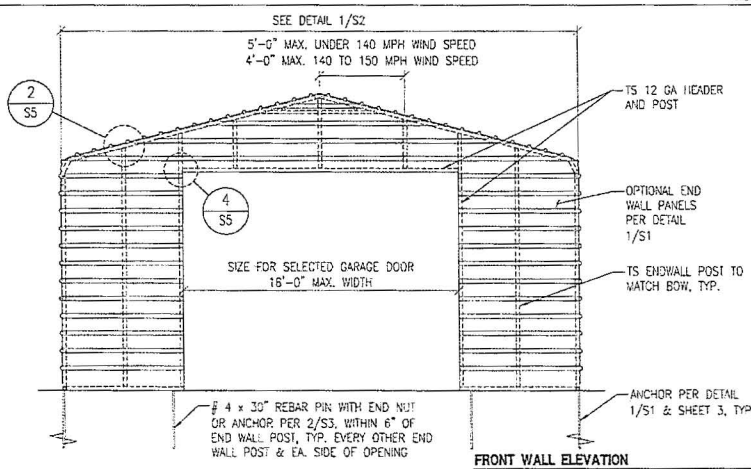 SEE DETAIL 1/S2
5'-0" MAX. UNDER 140 MPH WIND SPEED
4'-0" MAX. 140 TO 150 MPH WIND SPEED
2
S5
TS 12 GA HEADER
AND POST
4
S5
OPTIONAL END
WALL PANELS
PER DETAIL
1/S1
SIZE FOR SELECTED GARAGE DOOR
16'-0" MAX. WIDTH
TS ENDWALL POST TO
MATCH BOW, TYP.
# 4 x 30" REBAR PIN WITH END NUT
OR ANCHOR PER 2/S3, WITHIN 6" OF
END WALL POST, TYP. EVERY OTHER END
WALL POST & EA. SIDE OF OPENING
ANCHOR PER DETAIL
1/S1 & SHEET 3, TYP
FRONT WALL ELEVATION